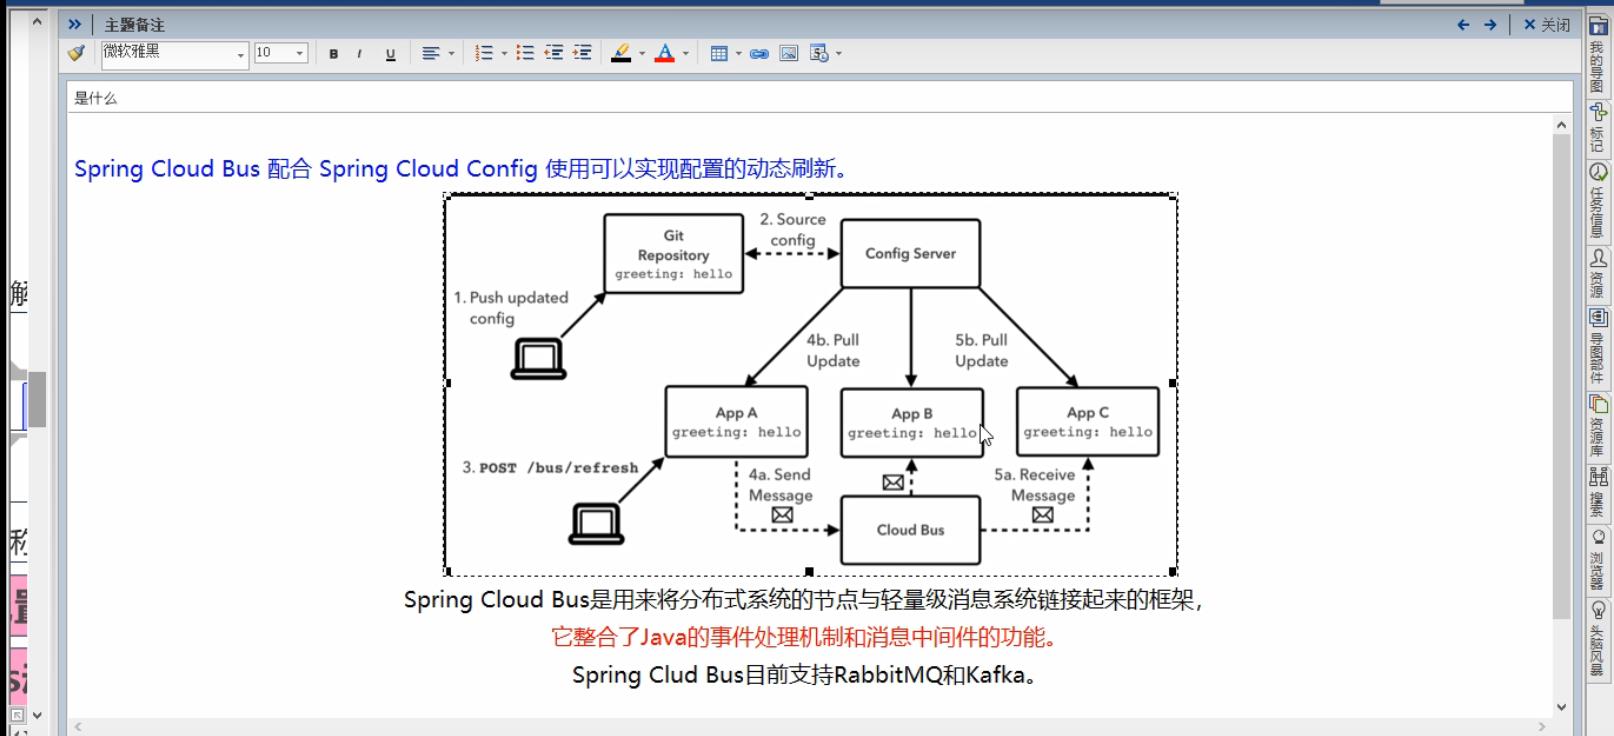 主题备注
关闭
微软雅黑
10
B I U
是什么
Spring Cloud Bus 配合 Spring Cloud Config 使用可以实现配置的动态刷新。
Git
Repository
greeting: hello
2. Source
config
Config Server
1. Push updated
config
4b. Pull
Update
5b. Pull
Update
App A
greeting: hello
App B
greeting: hello
App C
greeting: hello
3. POST /bus/refresh
4a. Send
Message
5a. Receive
Message
Cloud Bus
Spring Cloud Bus是用来将分布式系统的节点与轻量级消息系统链接起来的框架,
它整合了Java的事件处理机制和消息中间件的功能。
Spring Clud Bus目前支持RabbitMQ和Kafka。
我的导图
标记
任务信息
资源
导图部件
资源库
搜索
浏览器
头脑风暴